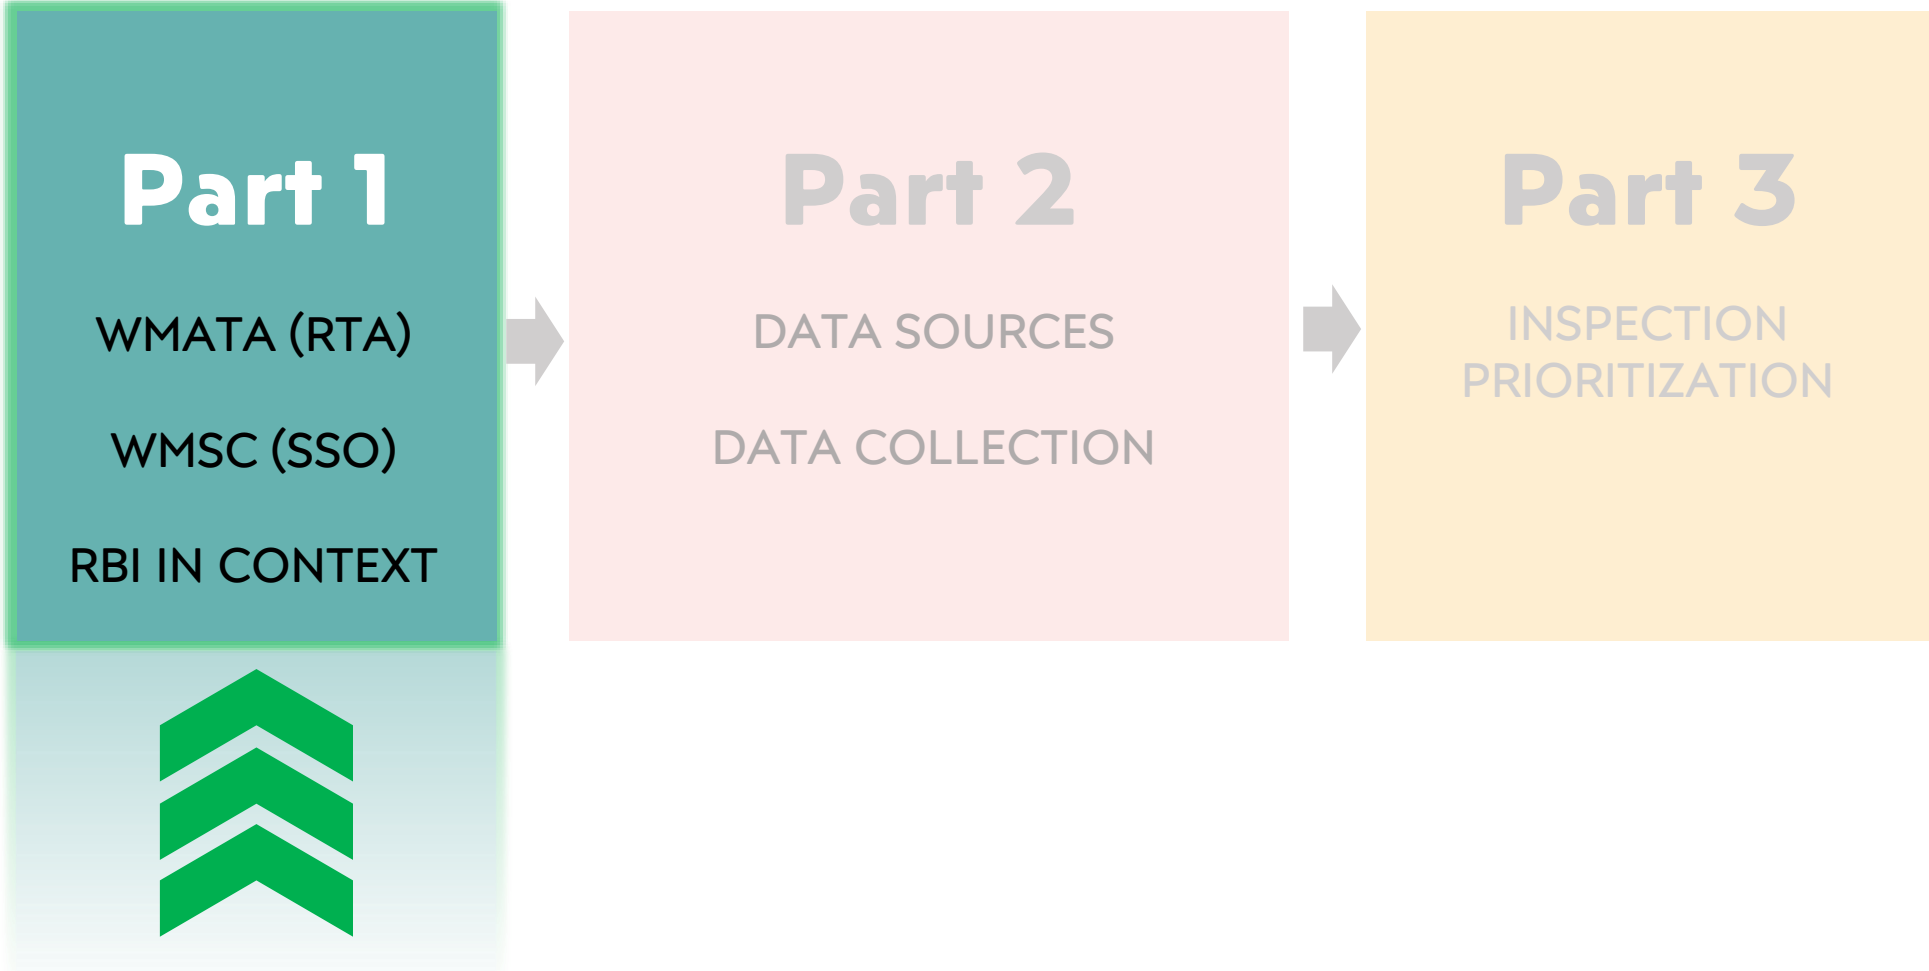 Part 1
WMATA (RTA)
WMSC (SSO)
RBI IN CONTEXT
Part 2
DATA SOURCES
DATA COLLECTION
Part 3
INSPECTION
PRIORITIZATION